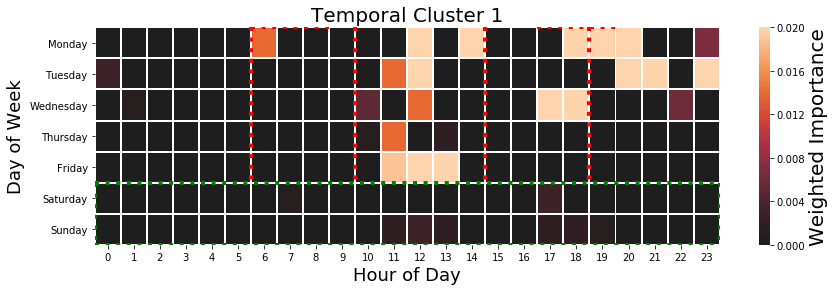 Temporal Cluster 1
Day of Week
Monday
Tuesday
Wednesday
Thursday
Friday
Saturday
Sunday
0 1 2 3 4 5 6 7 8 9 10 11 12 13 14 15 16 17 18 19 20 21 22 23
Hour of Day
0.020
0.016
0.012
0.008
0.004
0.000
Weighted Importance